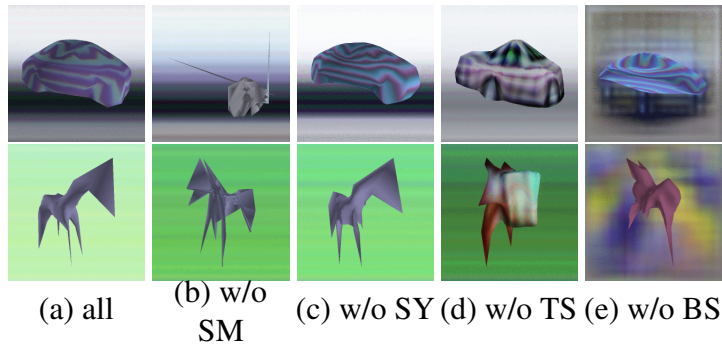 (a) all
(b) w/o
SM
(c) w/o SY
(d) w/o TS
(e) w/o BS